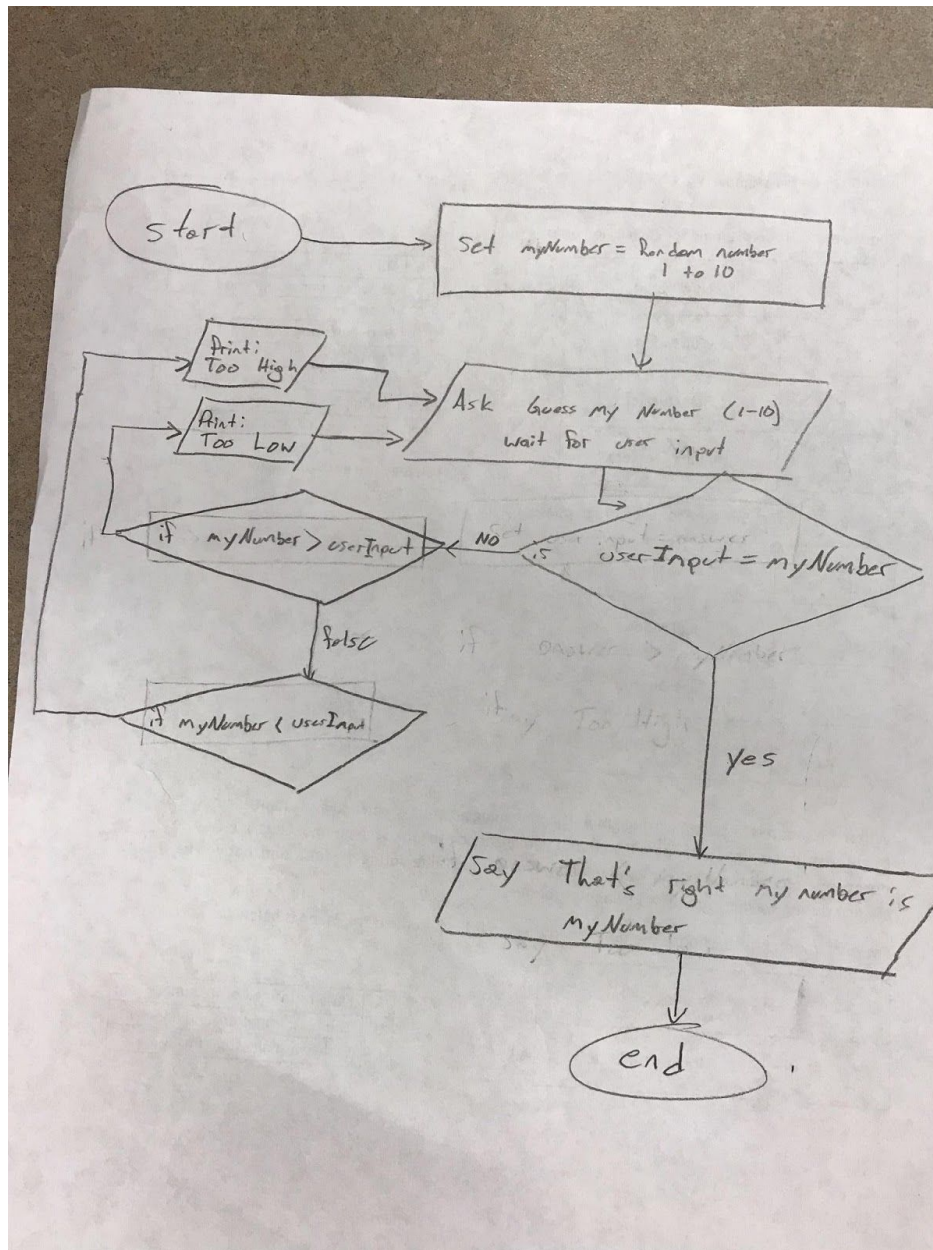 start
Set myNumber = Random number
1 to 10
Print:
Too High
Ask Guess My Number (1-10)
wait for user input
Print:
Too Low
if myNumber > userInput
NO
is userInput = myNumber
false
if myNumber < userInput
yes
Say That's right my number is
myNumber
end